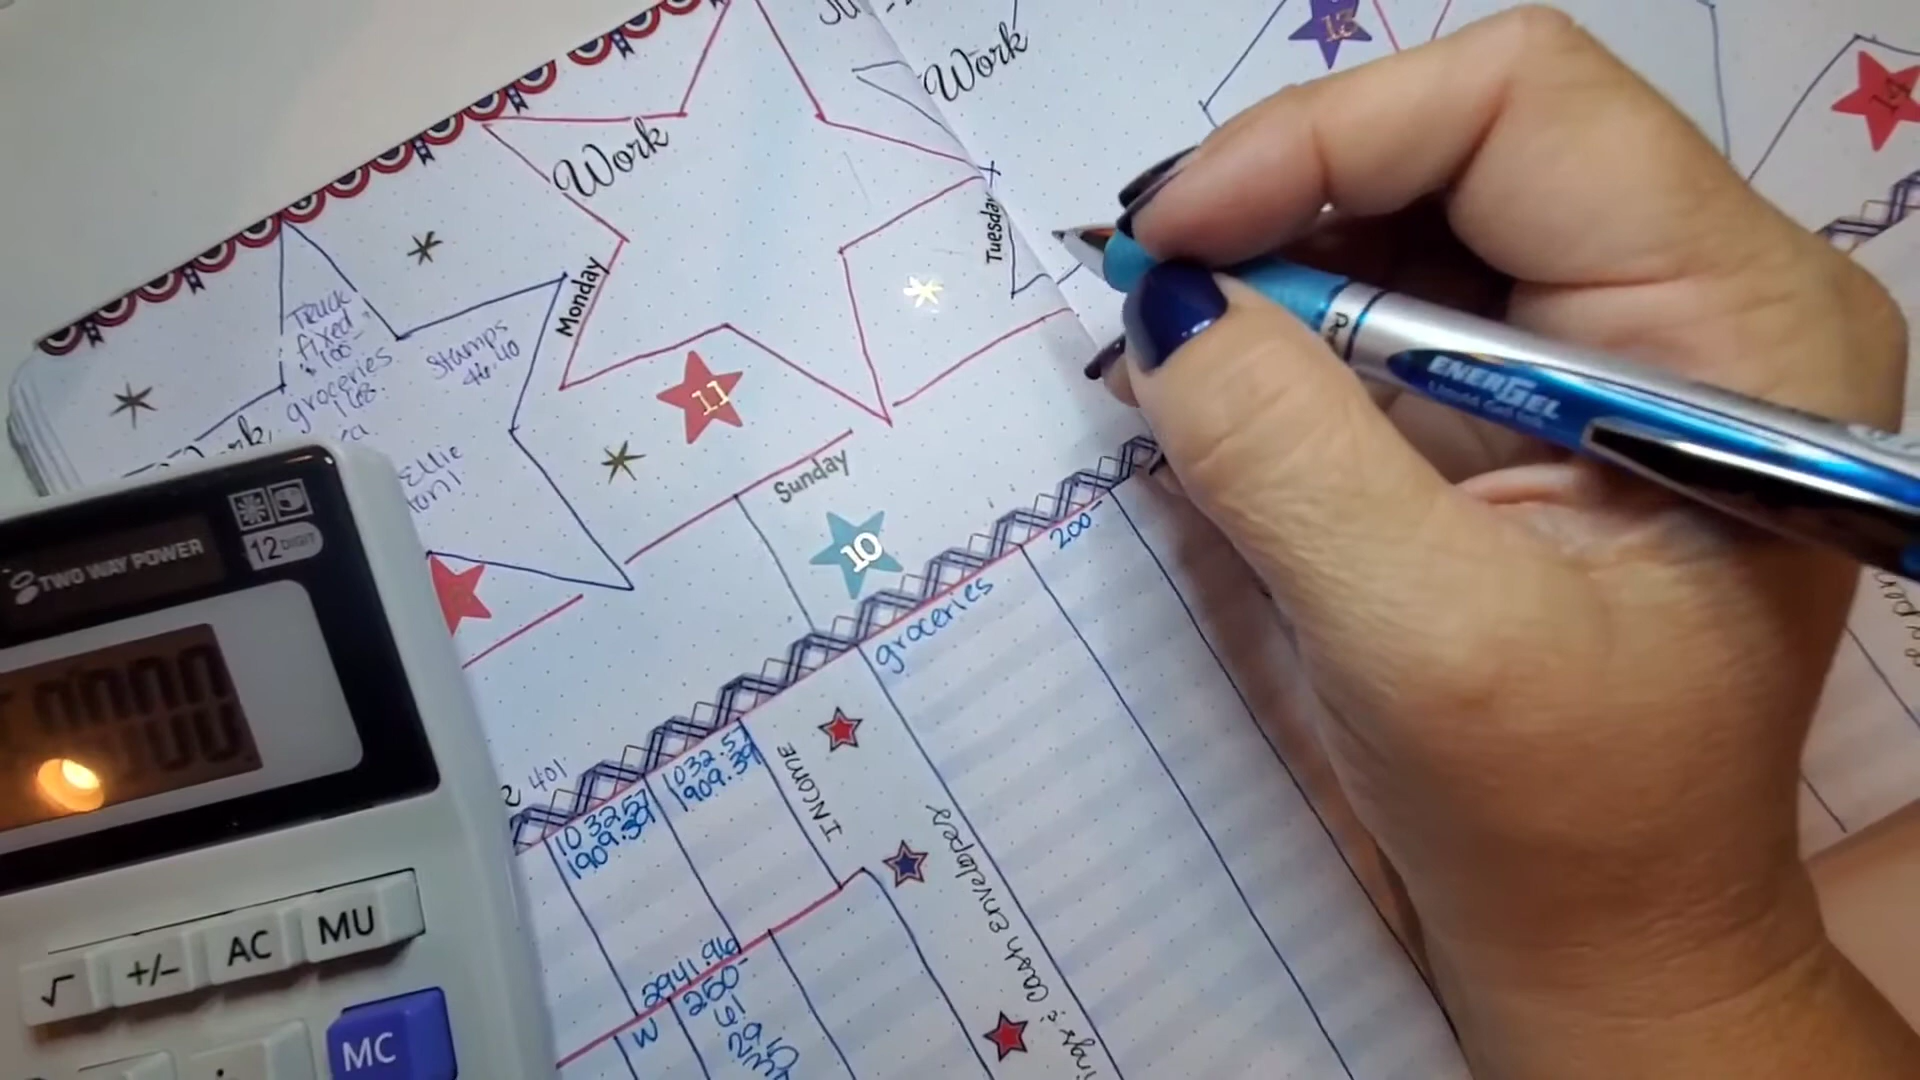 Work
Work
13
14
Tuesday
Monday
Truck
fixed
100-
groceries
168.
Stamps
46.40
Ellie
11
Sunday
10
ENERGEL
TWO WAY POWER
12 DIGIT
200-
groceries
401
1032.57
1909.39
1032.57
1909.39
INCOME
Cash Envelopes
2941.96
W
250-
51
29
√
+/-
AC
MU
MC